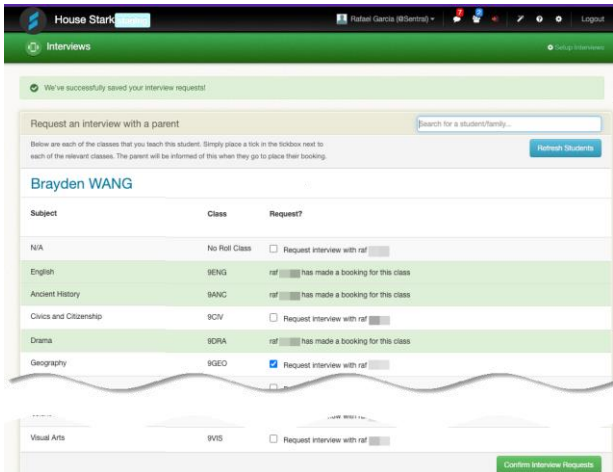 House Stark
Rafael Garcia (@Sentral)
7
2
Logout
Interviews
Setup Interviews
We've successfully saved your interview requests!
Request an interview with a parent
Search for a student/family...
Below are each of the classes that you teach this student. Simply place a tick in the tickbox next to
each of the relevant classes. The parent will be informed of this when they go to place their booking.
Refresh Students
Brayden WANG
Subject Class Request?
N/A No Roll Class Request interview with raf
English 9ENG raf has made a booking for this class
Ancient History 9ANC raf has made a booking for this class
Civics and Citizenship 9CIV Request interview with raf
Drama 9DRA raf has made a booking for this class
Geography 9GEO Request interview with raf
Visual Arts 9VIS Request interview with raf
Confirm Interview Requests